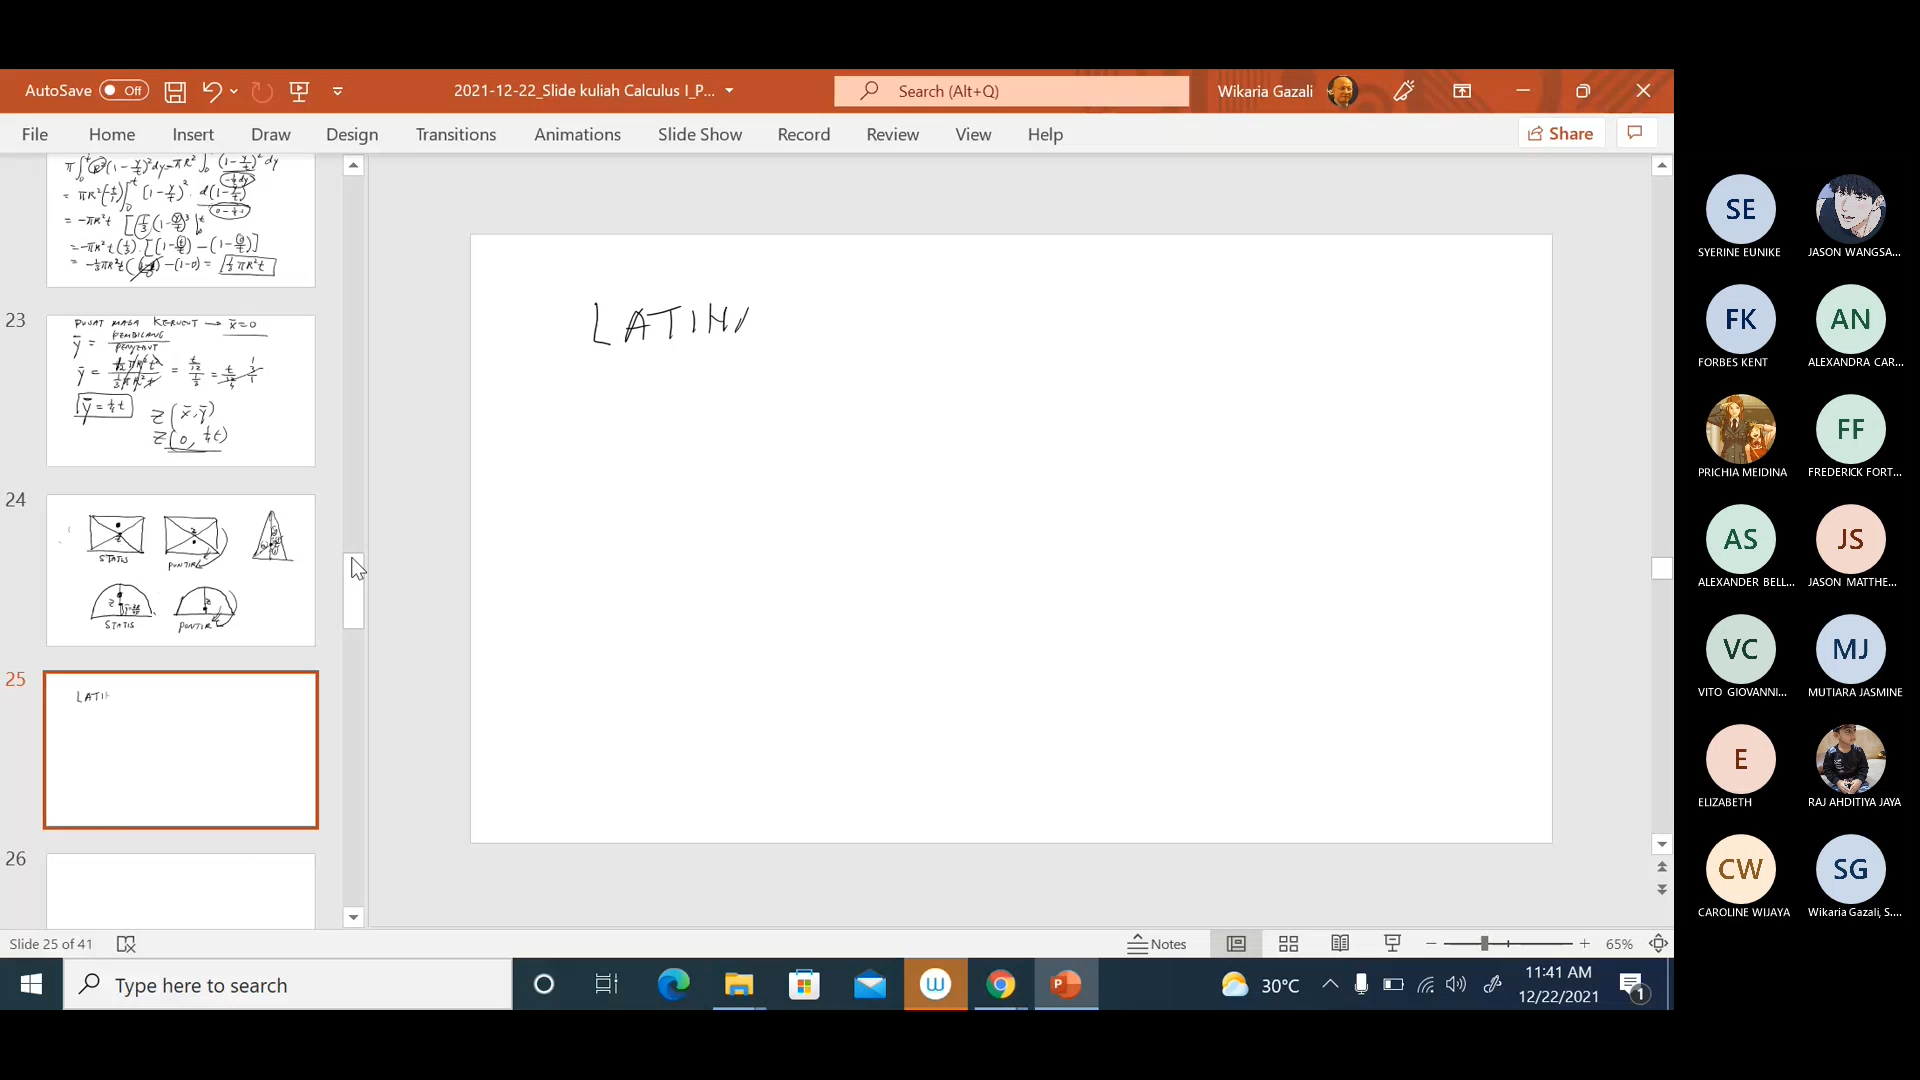 AutoSave Off
2021-12-22_Slide kuliah Calculus I_P...
Search (Alt+Q)
Wikaria Gazali
File Home Insert Draw Design Transitions Animations Slide Show Record Review View Help
Share
23
PUSAT MASA KERUCUT → x̄=0
ȳ = PEMBILANG
PENYEBUT
ȳ = ¼t
Z(x̄, ȳ)
Z(0, ¼t)
24
STATIS
PUNTIR
STATIS
PUNTIR
25
LATI
26
LATIH
Slide 25 of 41
Notes
65%
Type here to search
30°C
11:41 AM
12/22/2021
1
SE
SYERINE EUNIKE
JASON WANGSA...
FK
FORBES KENT
AN
ALEXANDRA CAR...
PRICHIA MEIDINA
FF
FREDERICK FORT...
AS
ALEXANDER BELL...
JS
JASON MATTHE...
VC
VITO GIOVANNI...
MJ
MUTIARA JASMINE
E
ELIZABETH
RAJ AHDITIYA JAYA
CW
CAROLINE WIJAYA
SG
Wikaria Gazali, S....